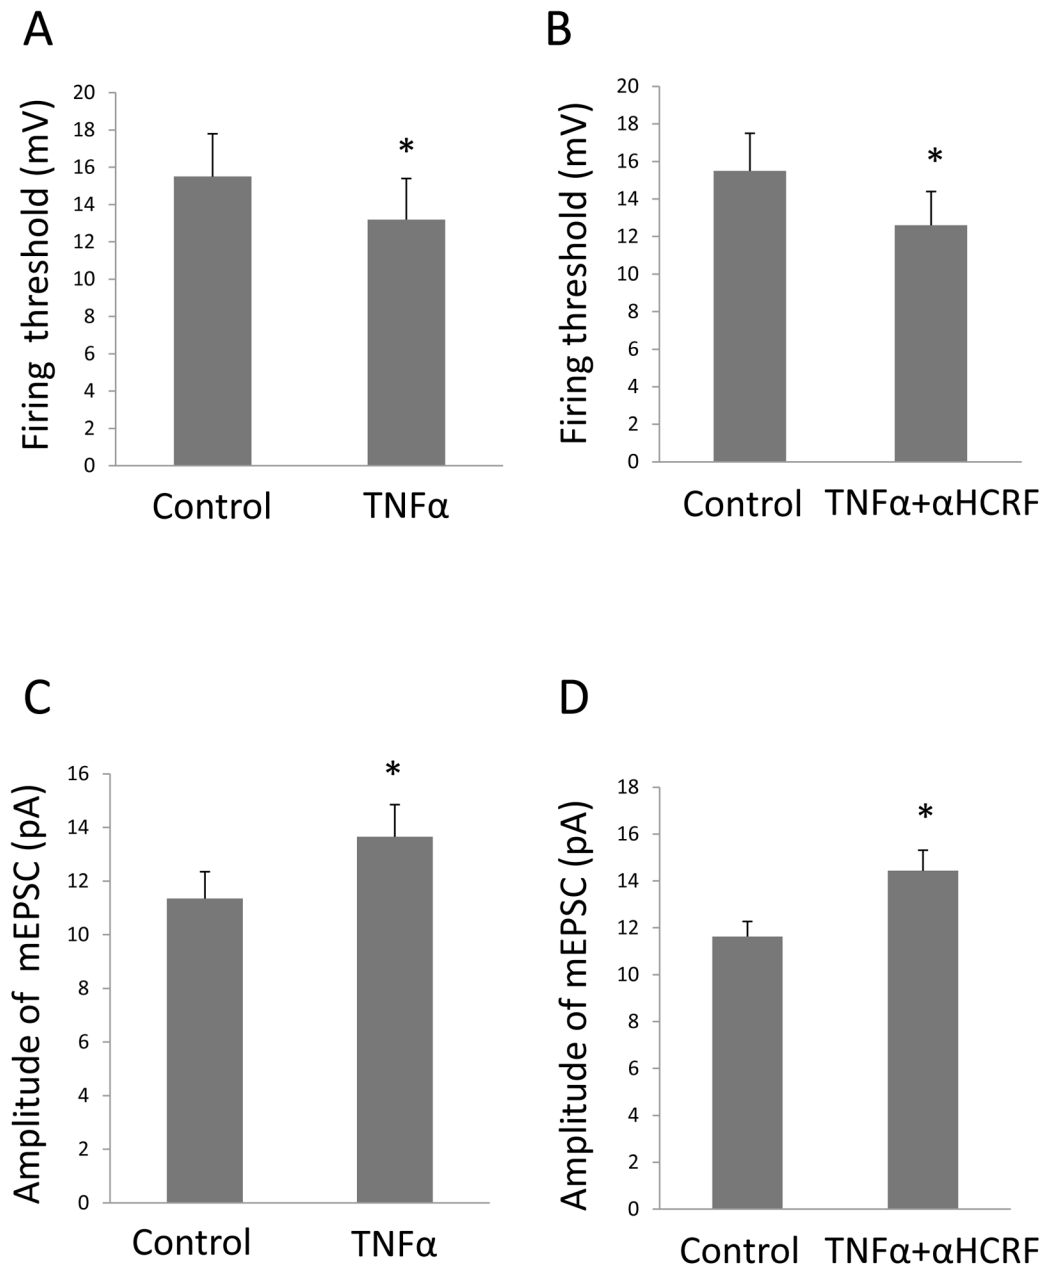 A
Firing threshold (mV)
20
18
16
14
12
10
8
6
4
2
0
*
Control
TNFα
B
Firing threshold (mV)
20
18
16
14
12
10
8
6
4
2
0
*
Control
TNFα+αHCRF
C
Amplitude of mEPSC (pA)
16
14
12
10
8
6
4
2
0
*
Control
TNFα
D
Amplitude of mEPSC (pA)
18
16
14
12
10
8
6
4
2
0
*
Control
TNFα+αHCRF